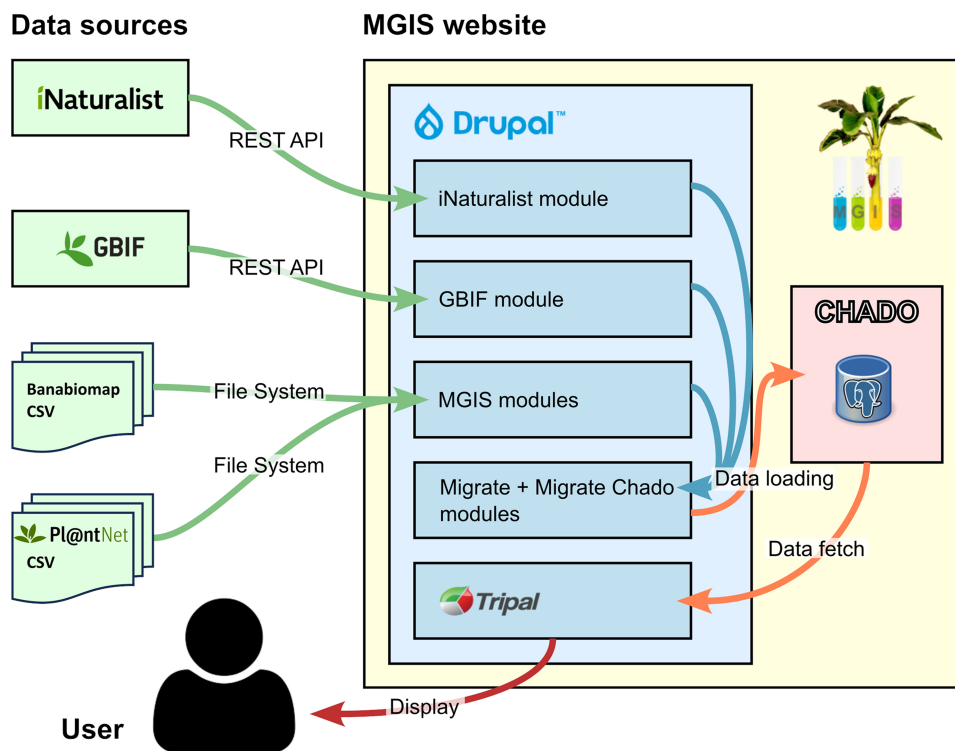 Data sources
MGIS website
iNaturalist
REST API
Drupal™
iNaturalist module
M G I S
GBIF
REST API
GBIF module
CHADO
Banabiomap
CSV
File System
MGIS modules
File System
Pl@ntNet
CSV
Migrate + Migrate Chado
modules
Data loading
Data fetch
Tripal
Display
User